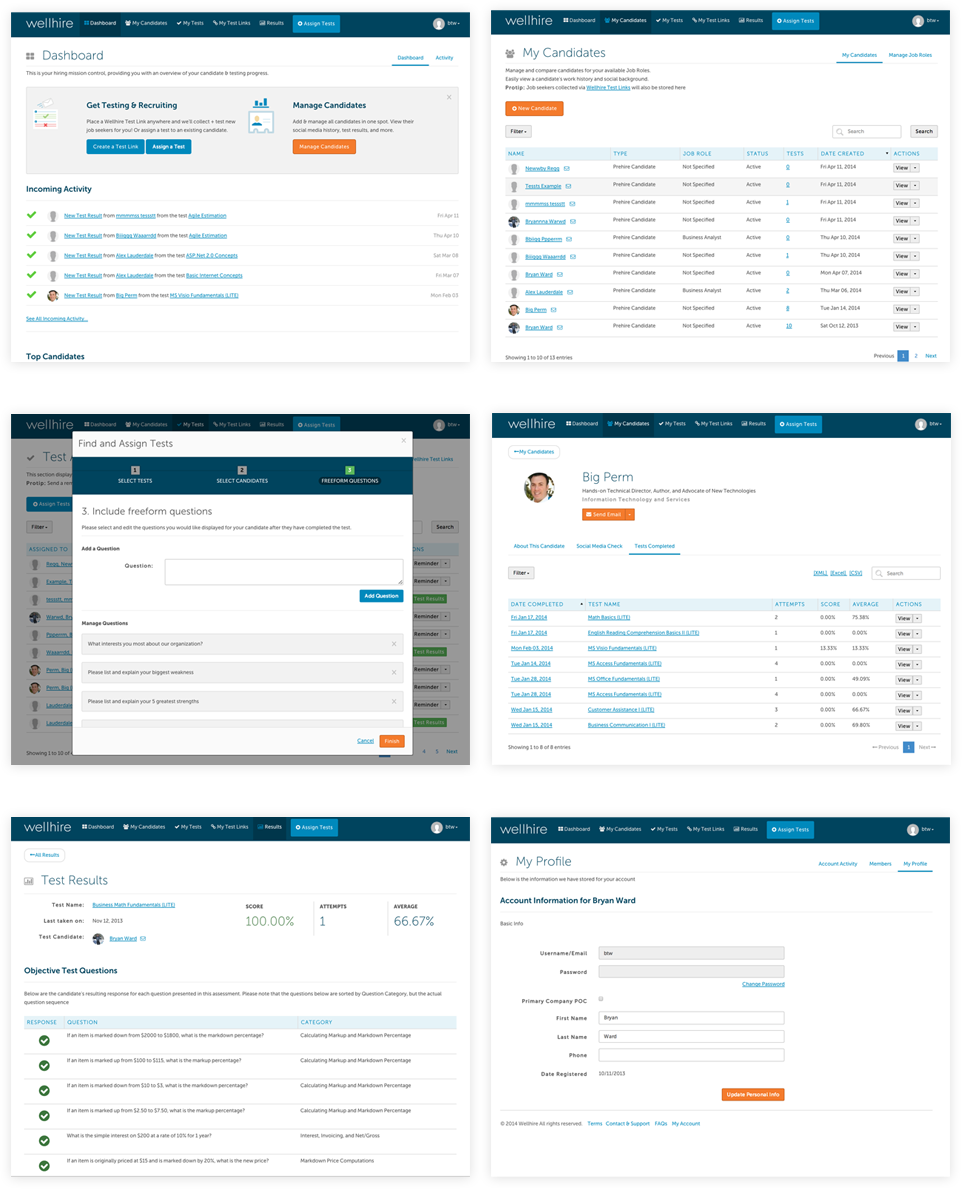 wellhire Dashboard My Candidates My Tests My Test Links Results Assign Tests btw
Dashboard
Dashboard Activity
This is your hiring mission control, providing you with an overview of your candidate & testing progress.
Get Testing & Recruiting
Place a Wellhire Test Link anywhere and we'll collect + test new
job seekers for you! Or assign a test to an existing candidate.
Create a Test Link Assign a Test
Manage Candidates
Add & manage all candidates in one spot. View their
social media history, test results, and more.
Manage Candidates
Incoming Activity
New Test Result from mmmmss tessstt from the test Agile Estimation Fri Apr 11
New Test Result from Biiggg Waaarrdd from the test Agile Estimation Thu Apr 10
New Test Result from Alex Lauderdale from the test ASP.Net 2.0 Concepts Sat Mar 08
New Test Result from Alex Lauderdale from the test Basic Internet Concepts Fri Mar 07
New Test Result from Big Perm from the test MS Visio Fundamentals (LITE) Mon Feb 03
See All Incoming Activity...
Top Candidates
wellhire Dashboard My Candidates My Tests My Test Links Results Assign Tests btw
My Candidates
My Candidates Manage Job Roles
Manage and compare candidates for your available Job Roles.
Easily view a candidate's work history and social background.
Protip: Job seekers collected via Wellhire Test Links will also be stored here
New Candidate
Filter Search Search
NAME TYPE JOB ROLE STATUS TESTS DATE CREATED ACTIONS
Newwby Regg Prehire Candidate Not Specified Active 0 Fri Apr 11, 2014 View
Tessts Example Prehire Candidate Not Specified Active 0 Fri Apr 11, 2014 View
mmmmss tessstt Prehire Candidate Not Specified Active 1 Fri Apr 11, 2014 View
Bryannna Warwd Prehire Candidate Not Specified Active 0 Fri Apr 11, 2014 View
Bbiigg Papperrm Prehire Candidate Business Analyst Active 0 Thu Apr 10, 2014 View
Biiggg Waaarrdd Prehire Candidate Not Specified Active 1 Thu Apr 10, 2014 View
Bryan Ward Prehire Candidate Not Specified Active 0 Mon Apr 07, 2014 View
Alex Lauderdale Prehire Candidate Business Analyst Active 2 Thu Mar 06, 2014 View
Big Perm Prehire Candidate Not Specified Active 8 Tue Jan 14, 2014 View
Bryan Ward Prehire Candidate Not Specified Active 10 Sat Oct 12, 2013 View
Showing 1 to 10 of 13 entries Previous 1 2 Next
wellhire Dashboard My Candidates My Tests My Test Links Results Assign Tests btw
Find and Assign Tests
1 2 3
SELECT TESTS SELECT CANDIDATES FREEFORM QUESTIONS
3. Include freeform questions
Please select and edit the questions you would like displayed for your candidate after they have completed the test.
Add a Question
Question:
Add Question
Manage Questions
What interests you most about our organization?
Please list and explain your biggest weakness
Please list and explain your 5 greatest strengths
Cancel Finish
Test
This section display
Protip: Send a rem
Assign Tests
Filter Search
ASSIGNED TO
Regg, New Reminder
Example, T Reminder
tessstt, mm Test Results
Warwd, Br Reminder
Papperrm, B Reminder
Waaarrdd, Test Results
Perm, Big Reminder
Perm, Big Reminder
Lauderdal Reminder
Lauderdal Test Results
Showing 1 to 10 of 4 5 Next
wellhire Dashboard My Candidates My Tests My Test Links Results Assign Tests btw
My Candidates
Big Perm
Hands-on Technical Director, Author, and Advocate of New Technologies
Information Technology and Services
Send Email
About This Candidate Social Media Check Tests Completed
Filter [XML] [Excel] [CSV] Search
DATE COMPLETED TEST NAME ATTEMPTS SCORE AVERAGE ACTIONS
Fri Jan 17, 2014 Math Basics (LITE) 2 0.00% 75.38% View
Fri Jan 17, 2014 English Reading Comprehension Basics II (LITE) 1 0.00% 0.00% View
Mon Feb 03, 2014 MS Visio Fundamentals (LITE) 1 13.33% 13.33% View
Tue Jan 14, 2014 MS Access Fundamentals (LITE) 4 0.00% 0.00% View
Tue Jan 28, 2014 MS Office Fundamentals (LITE) 1 0.00% 49.09% View
Tue Jan 28, 2014 MS Access Fundamentals (LITE) 4 0.00% 0.00% View
Wed Jan 15, 2014 Customer Assistance I (LITE) 3 0.00% 66.67% View
Wed Jan 15, 2014 Business Communication I (LITE) 2 0.00% 69.80% View
Showing 1 to 8 of 8 entries ← Previous 1 Next →
wellhire Dashboard My Candidates My Tests My Test Links Results Assign Tests btw
All Results
Test Results
Test Name: Business Math Fundamentals (LITE)
Last taken on: Nov 12, 2013
Test Candidate: Bryan Ward
SCORE ATTEMPTS AVERAGE
100.00% 1 66.67%
Objective Test Questions
Below are the candidate's resulting response for each question presented in this assessment. Please note that the questions below are sorted by Question Category, but the actual
question sequence
RESPONSE QUESTION CATEGORY
If an item is marked down from $2000 to $1800, what is the markdown percentage? Calculating Markup and Markdown Percentage
If an item is marked up from $100 to $115, what is the markup percentage? Calculating Markup and Markdown Percentage
If an item is marked down from $10 to $3, what is the markdown percentage? Calculating Markup and Markdown Percentage
If an item is marked up from $2.50 to $7.50, what is the markup percentage? Calculating Markup and Markdown Percentage
What is the simple interest on $200 at a rate of 10% for 1 year? Interest, Invoicing, and Net/Gross
If an item is originally priced at $15 and is marked down by 20%, what is the new price? Markdown Price Computations
wellhire Dashboard My Candidates My Tests My Test Links Results Assign Tests btw
My Profile
Account Activity Members My Profile
Below is the information we have stored for your account
Account Information for Bryan Ward
Basic Info
Username/Email btw
Password
Change Password
Primary Company POC
First Name Bryan
Last Name Ward
Phone
Date Registered 10/11/2013
Update Personal Info
© 2014 Wellhire All rights reserved. Terms Contact & Support FAQs My Account